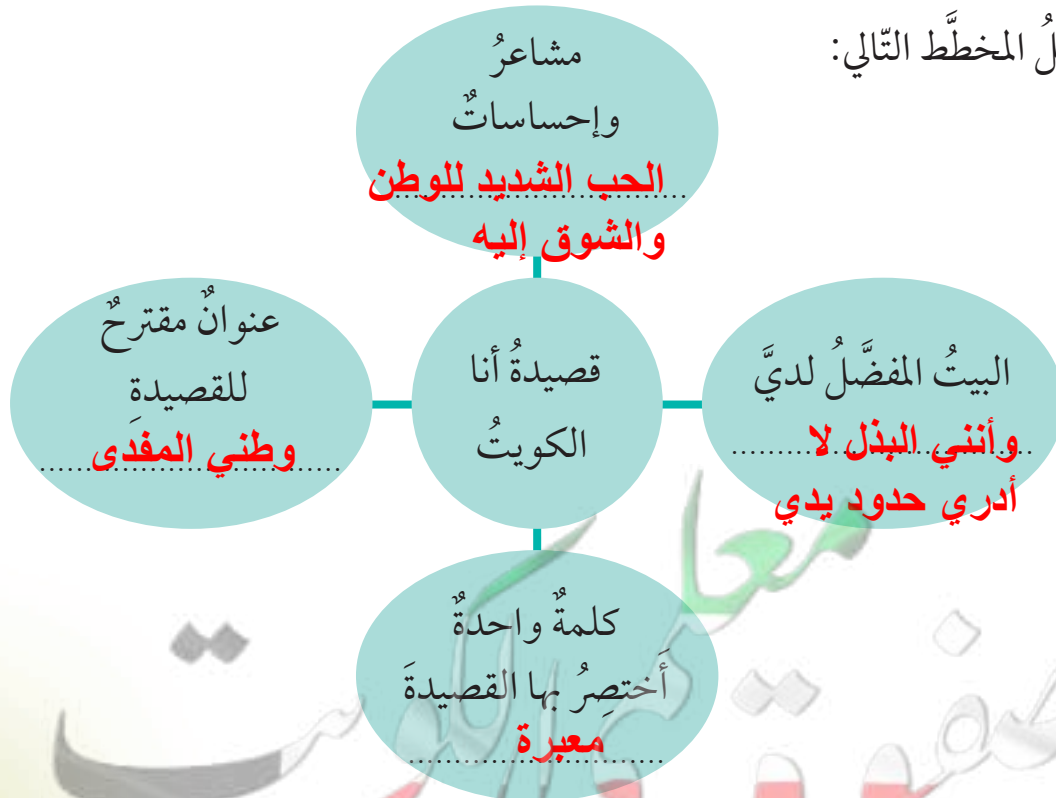 المخطَّط التّالي:
مشاعرُ
وإحساساتٌ
الحب الشديد للوطن
والشوق إليه
البيتُ المفضَّلُ لديَّ
وأنني البذل لا
أدري حدود يدي
قصيدةُ أنا
الكويتُ
عنوانٌ مقترحٌ
للقصيدةِ
وطني المفدى
كلمةٌ واحدةٌ
أَختصِرُ بها القصيدةَ
معبرة